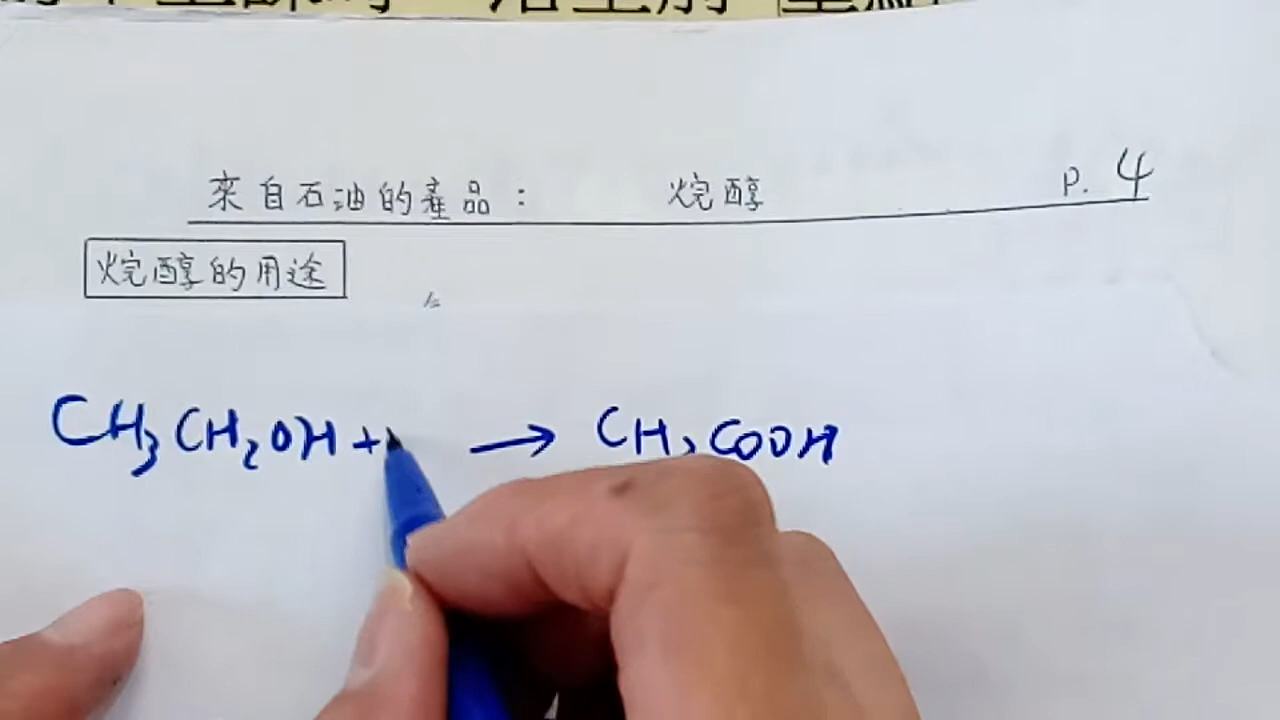 來自石油的產品： 烷醇 P. 4
烷醇的用途
CH₃CH₂OH + → CH₃COOH